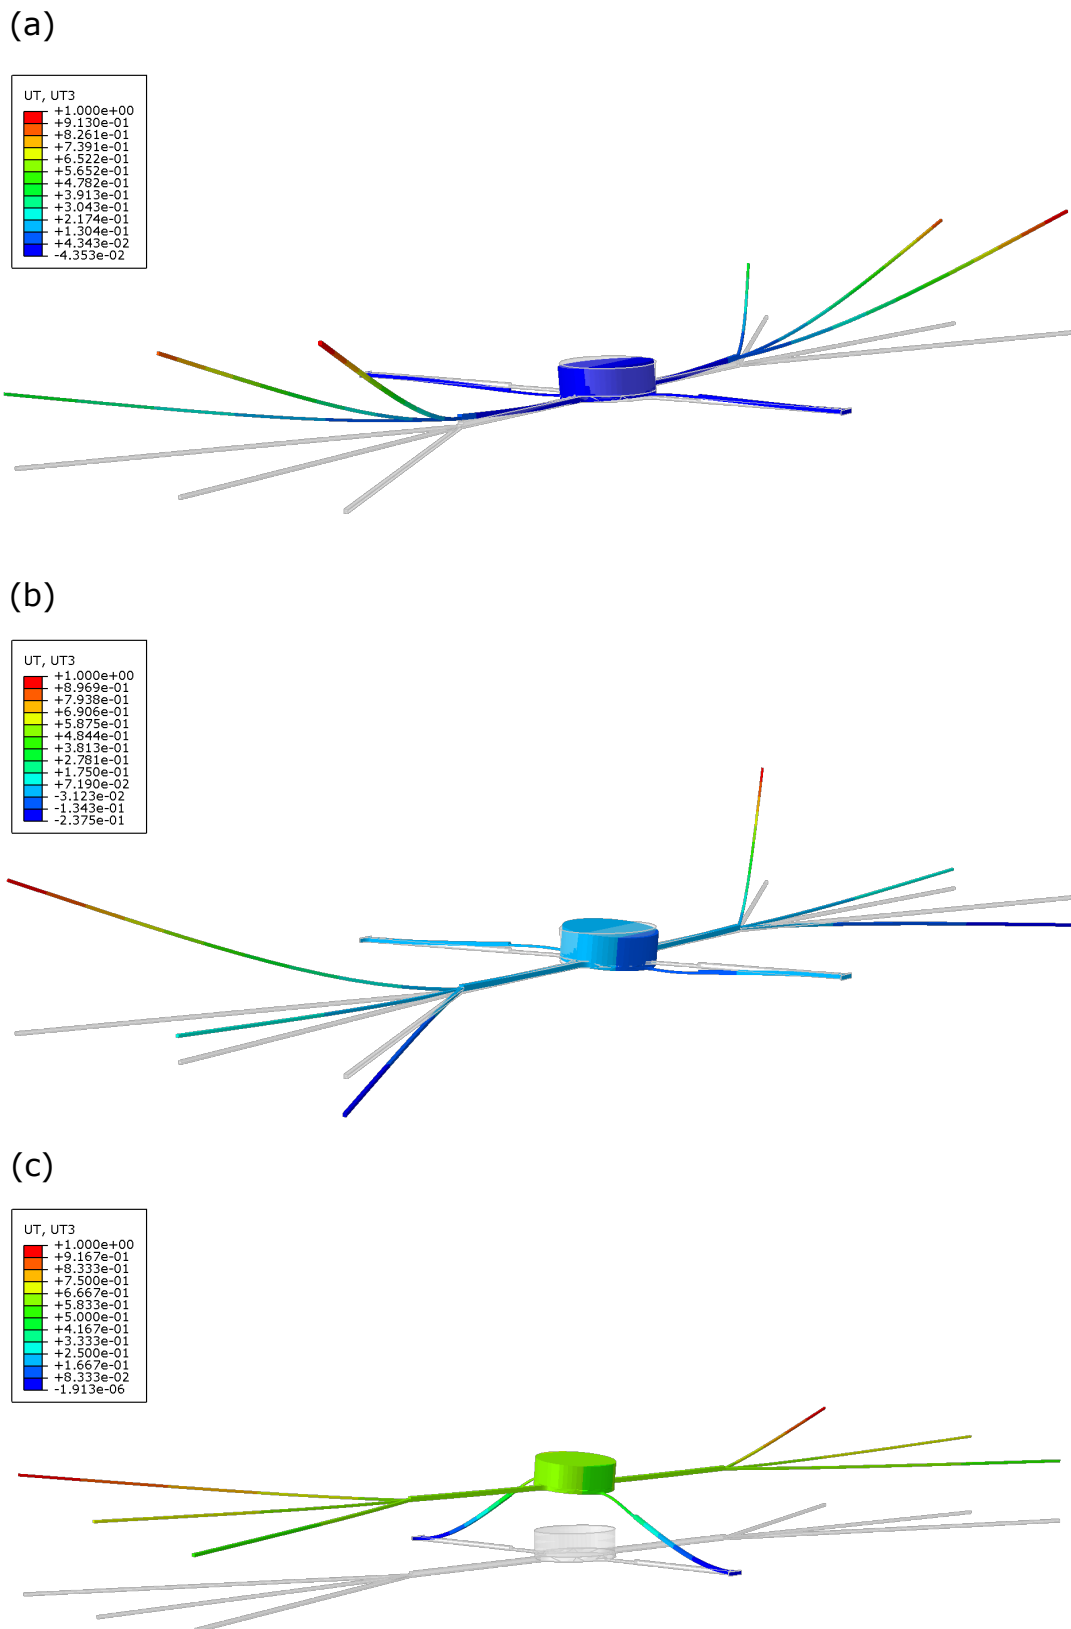 (a)
UT, UT3
+1.000e+00
+9.130e-01
+8.261e-01
+7.391e-01
+6.522e-01
+5.652e-01
+4.782e-01
+3.913e-01
+3.043e-01
+2.174e-01
+1.304e-01
+4.343e-02
-4.353e-02
(b)
UT, UT3
+1.000e+00
+8.969e-01
+7.938e-01
+6.906e-01
+5.875e-01
+4.844e-01
+3.813e-01
+2.781e-01
+1.750e-01
+7.190e-02
-3.123e-02
-1.343e-01
-2.375e-01
(c)
UT, UT3
+1.000e+00
+9.167e-01
+8.333e-01
+7.500e-01
+6.667e-01
+5.833e-01
+5.000e-01
+4.167e-01
+3.333e-01
+2.500e-01
+1.667e-01
+8.333e-02
-1.913e-06